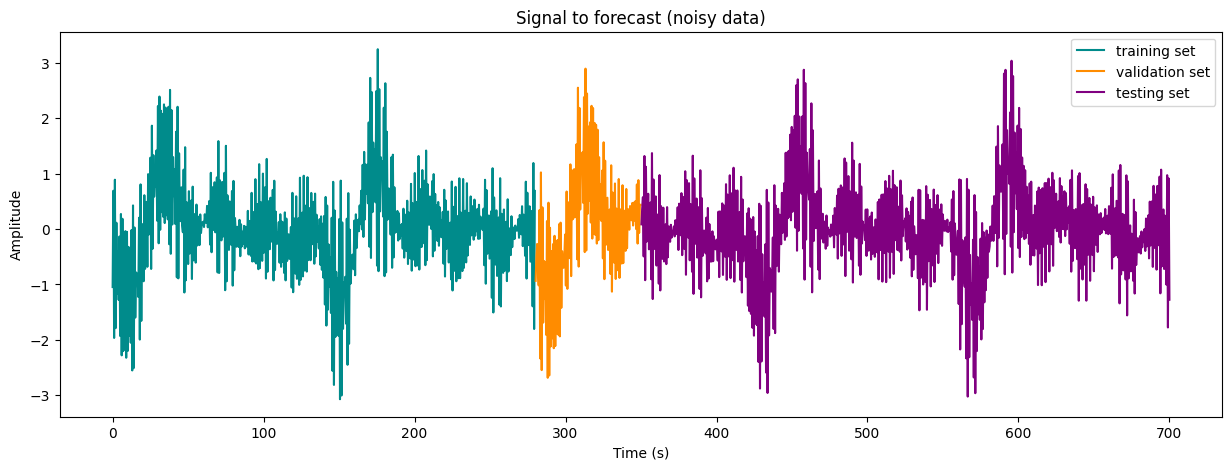 Signal to forecast (noisy data)
training set
validation set
testing set
Amplitude
3
2
1
0
−1
−2
−3
0 100 200 300 400 500 600 700
Time (s)